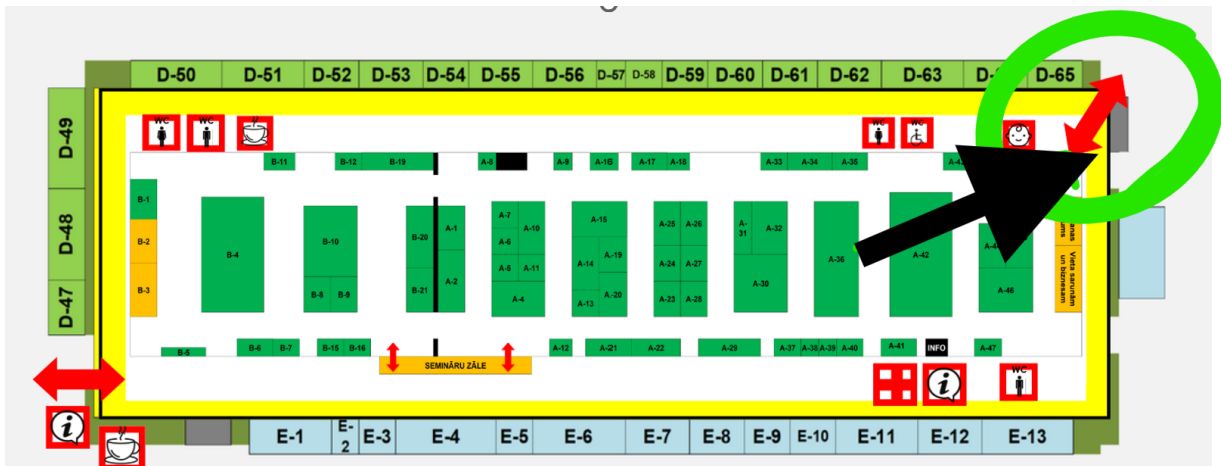 D-50 D-51 D-52 D-53 D-54 D-55 D-56 D-57 D-58 D-59 D-60 D-61 D-62 D-63 D-65
D-49
D-48
D-47
WC WC WC WC
B-11 B-12 B-19 A-8 A-9 A-16 A-17 A-18 A-33 A-34 A-35
B-1
B-2
B-3
B-4
B-10
B-8 B-9
B-20
B-21
A-1
A-2
A-7
A-6
A-10
A-5 A-11
A-4
A-15
A-14
A.-19
A.-20
A-13
A-25 A-26
A-24 A-27
A-23 A-28
A-31
A-32
A-30
A-36
A-42
A-46
Vieta sarunām
un biznesam
B-5 B-6 B-7 B-15 B-16 A-12 A-21 A-22 A-29 A-37 A-38 A-39 A-40 A-41 INFO A-47
SEMINĀRU ZĀLE
WC
i
i
E-1 E-2 E-3 E-4 E-5 E-6 E-7 E-8 E-9 E-10 E-11 E-12 E-13